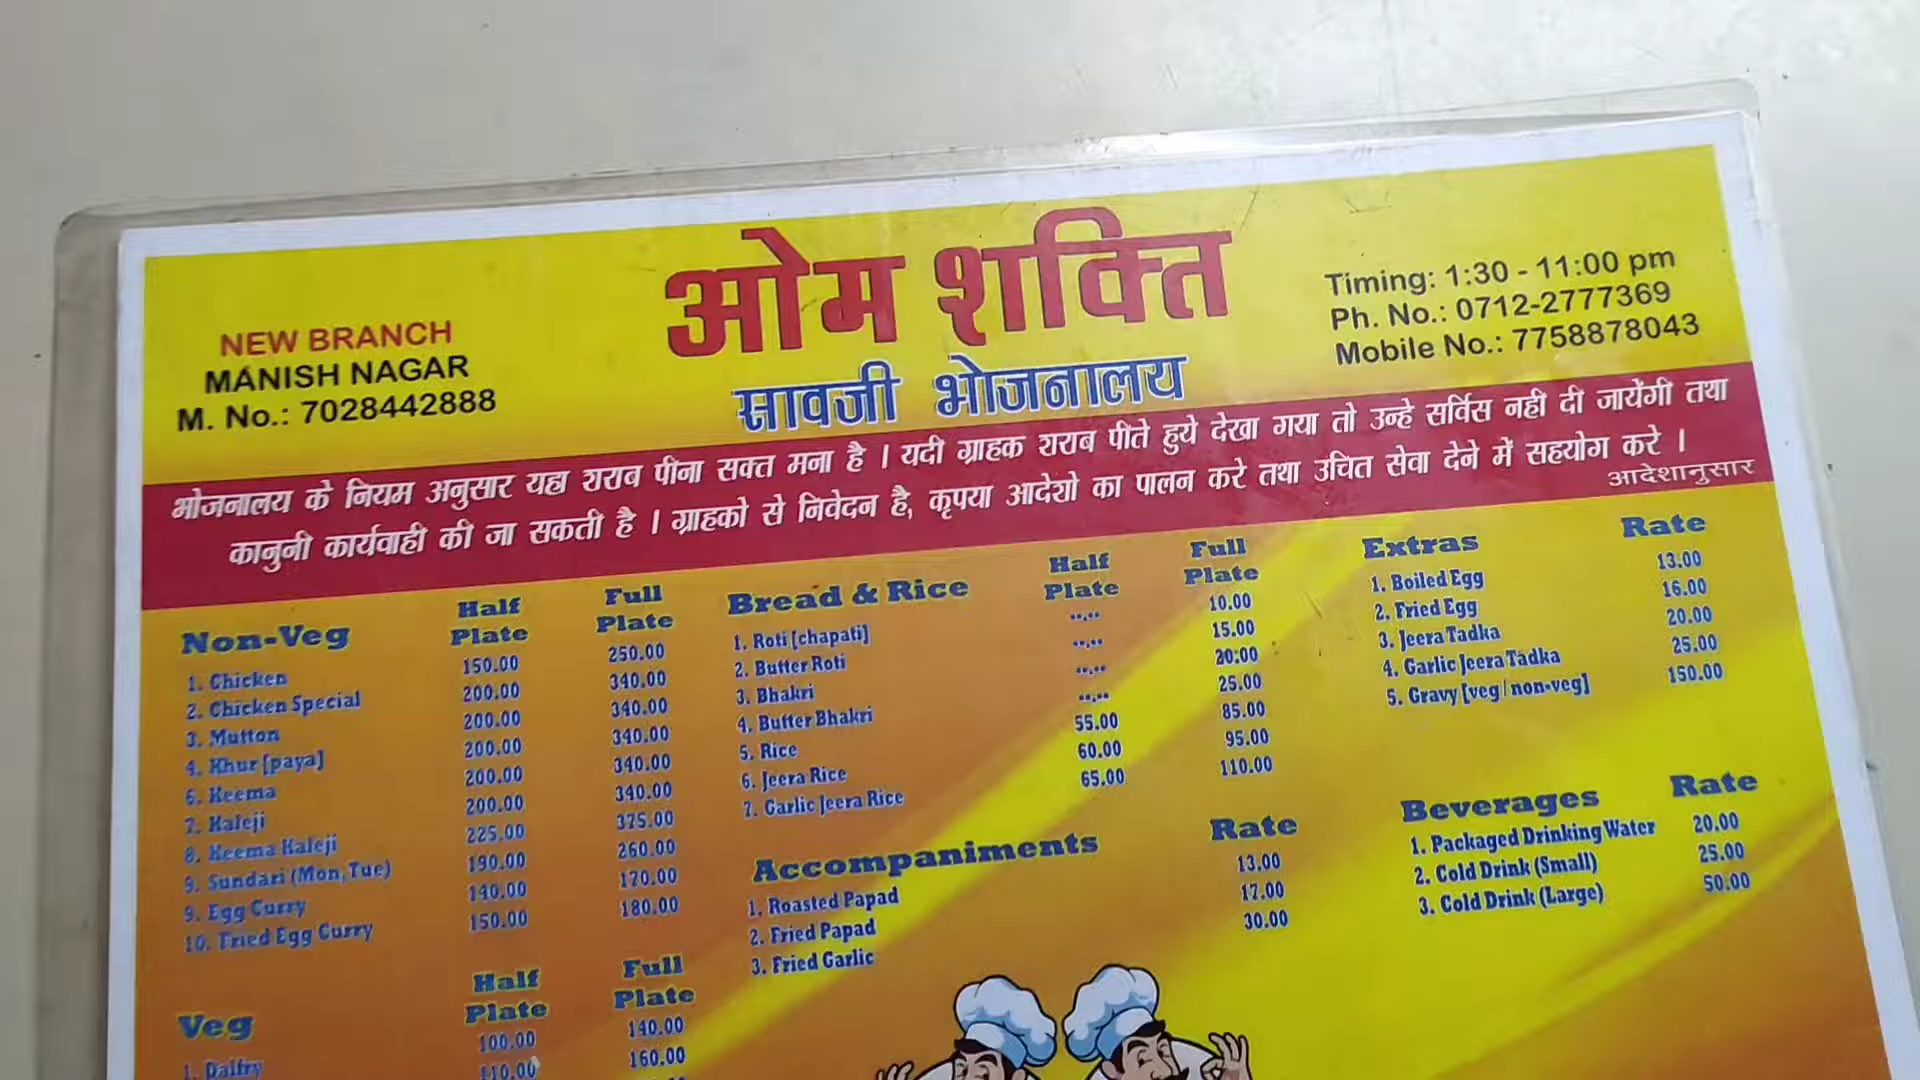 ओम शक्ति
सावजी भोजनालय
NEW BRANCH
MANISH NAGAR
M. No.: 7028442888
Timing: 1:30 - 11:00 pm
Ph. No.: 0712-2777369
Mobile No.: 7758878043
भोजनालय के नियम अनुसार यहा शराब पीना सक्त मना है । यदी ग्राहक शराब पीते हुये देखा गया तो उन्हे सर्विस नही दी जायेंगी तथा
कानुनी कार्यवाही की जा सकती है । ग्राहको से निवेदन है, कृपया आदेशो का पालन करे तथा उचित सेवा देने में सहयोग करे ।
आदेशानुसार
Non-Veg Half Plate Full Plate
1. Chicken 150.00 250.00
2. Chicken Special 200.00 340.00
3. Mutton 200.00 340.00
4. Khur [paya] 200.00 340.00
6. Keema 200.00 340.00
7. Kaleji 200.00 340.00
8. Keema Kaleji 225.00 375.00
9. Sundari (Mon, Tue) 190.00 260.00
9. Egg Curry 140.00 170.00
10. Fried Egg Curry 150.00 180.00
Veg Half Plate Full Plate
1. Dalfry 100.00 140.00
110.00 160.00
Bread & Rice Half Plate Full Plate
1. Roti [chapati] ..,.. 10.00
2. Butter Roti ..,.. 15.00
3. Bhakri ..,.. 20:00
4. Butter Bhakri ..,.. 25.00
5. Rice 55.00 85.00
6. Jeera Rice 60.00 95.00
7. Garlic Jeera Rice 65.00 110.00
Accompaniments Rate
1. Roasted Papad 13.00
2. Fried Papad 17.00
3. Fried Garlic 30.00
Extras Rate
1. Boiled Egg 13.00
2. Fried Egg 16.00
3. Jeera Tadka 20.00
4. Garlic Jeera Tadka 25.00
5. Gravy [veg / non-veg] 150.00
Beverages Rate
1. Packaged Drinking Water 20.00
2. Cold Drink (Small) 25.00
3. Cold Drink (Large) 50.00